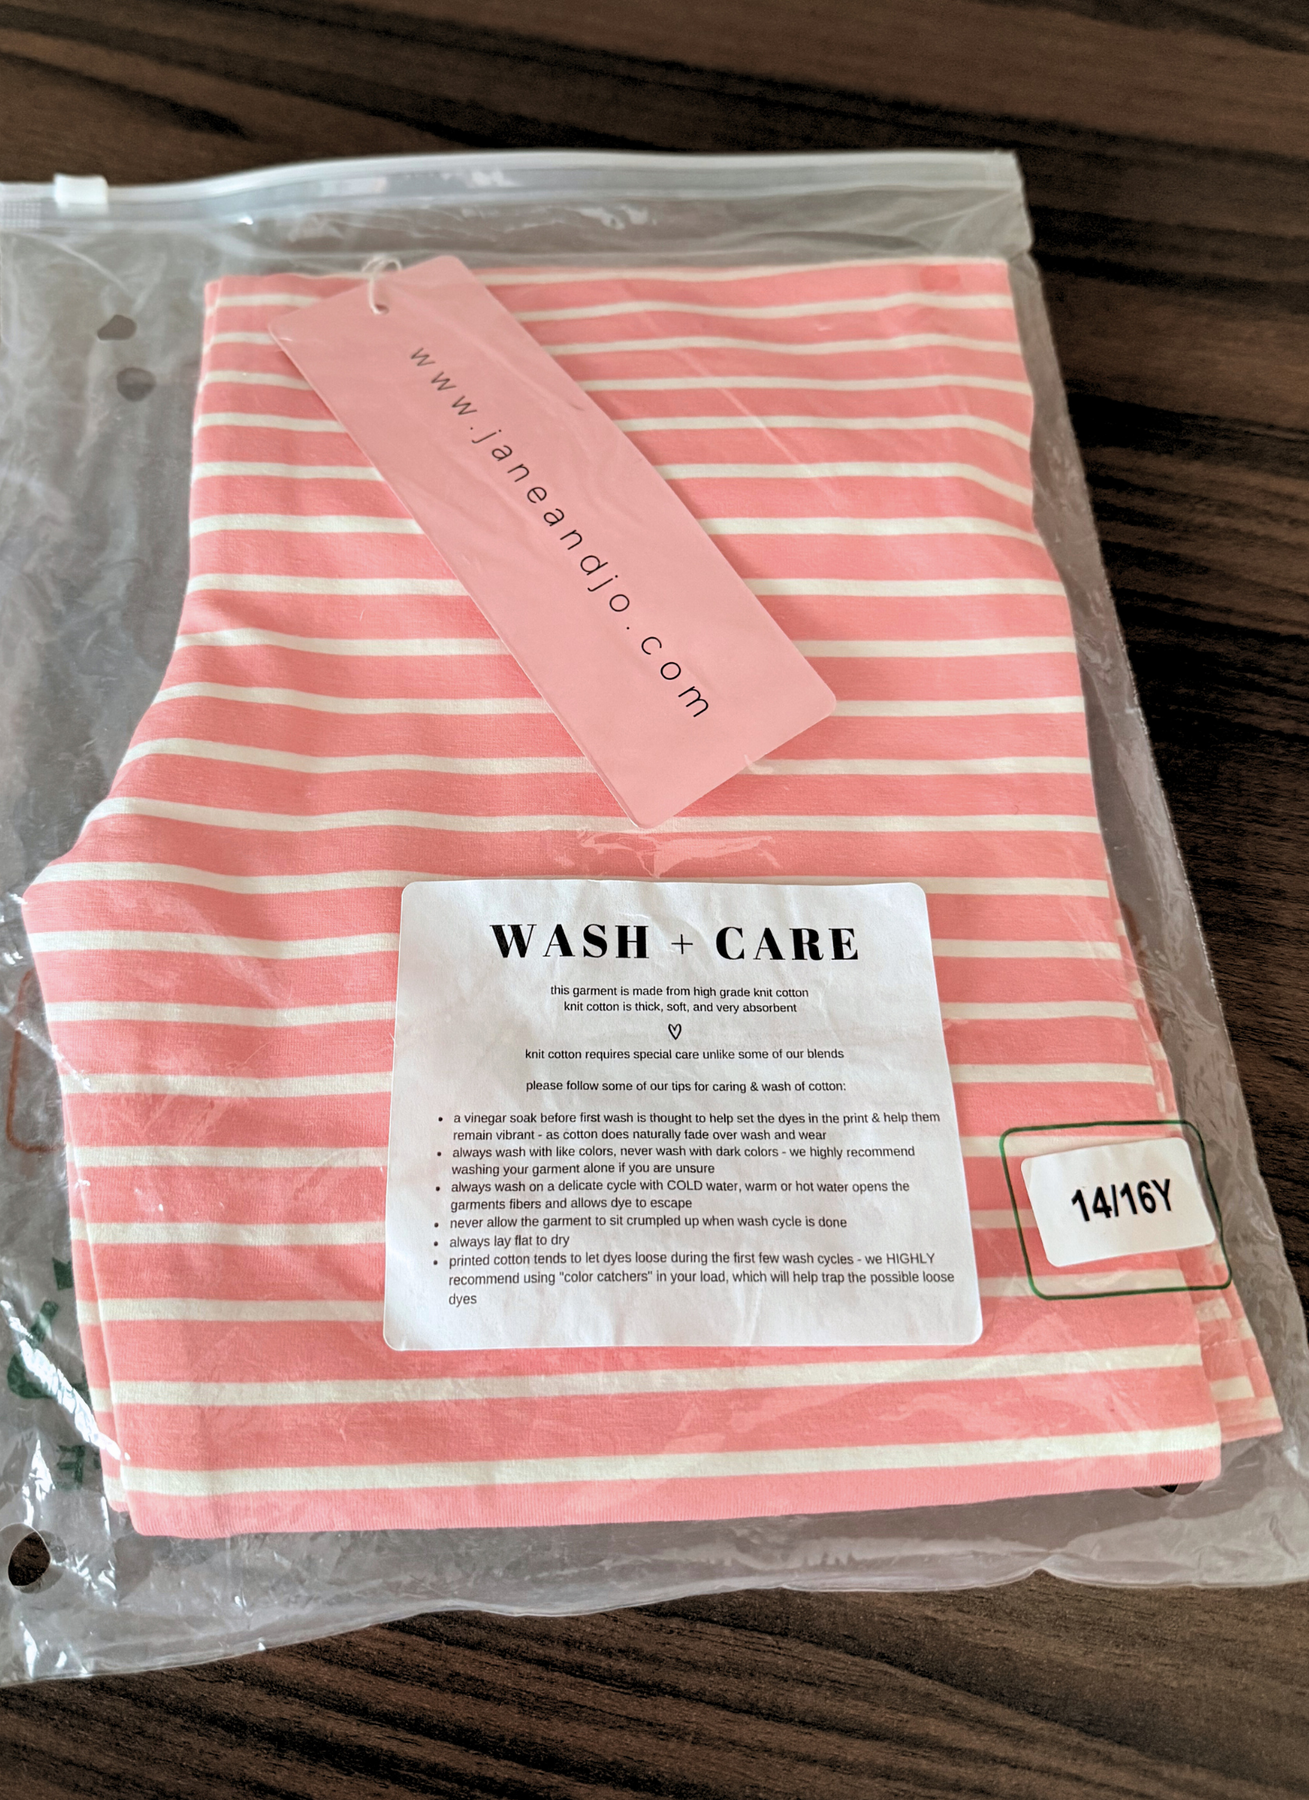 www.janeandjo.com
WASH + CARE
this garment is made from high grade knit cotton
knit cotton is thick, soft, and very absorbent
knit cotton requires special care unlike some of our blends
please follow some of our tips for caring & wash of cotton:
• a vinegar soak before first wash is thought to help set the dyes in the print & help them
remain vibrant - as cotton does naturally fade over wash and wear
• always wash with like colors, never wash with dark colors - we highly recommend
washing your garment alone if you are unsure
• always wash on a delicate cycle with COLD water, warm or hot water opens the
garments fibers and allows dye to escape
• never allow the garment to sit crumpled up when wash cycle is done
• always lay flat to dry
• printed cotton tends to let dyes loose during the first few wash cycles - we HIGHLY
recommend using "color catchers" in your load, which will help trap the possible loose
dyes
14/16Y